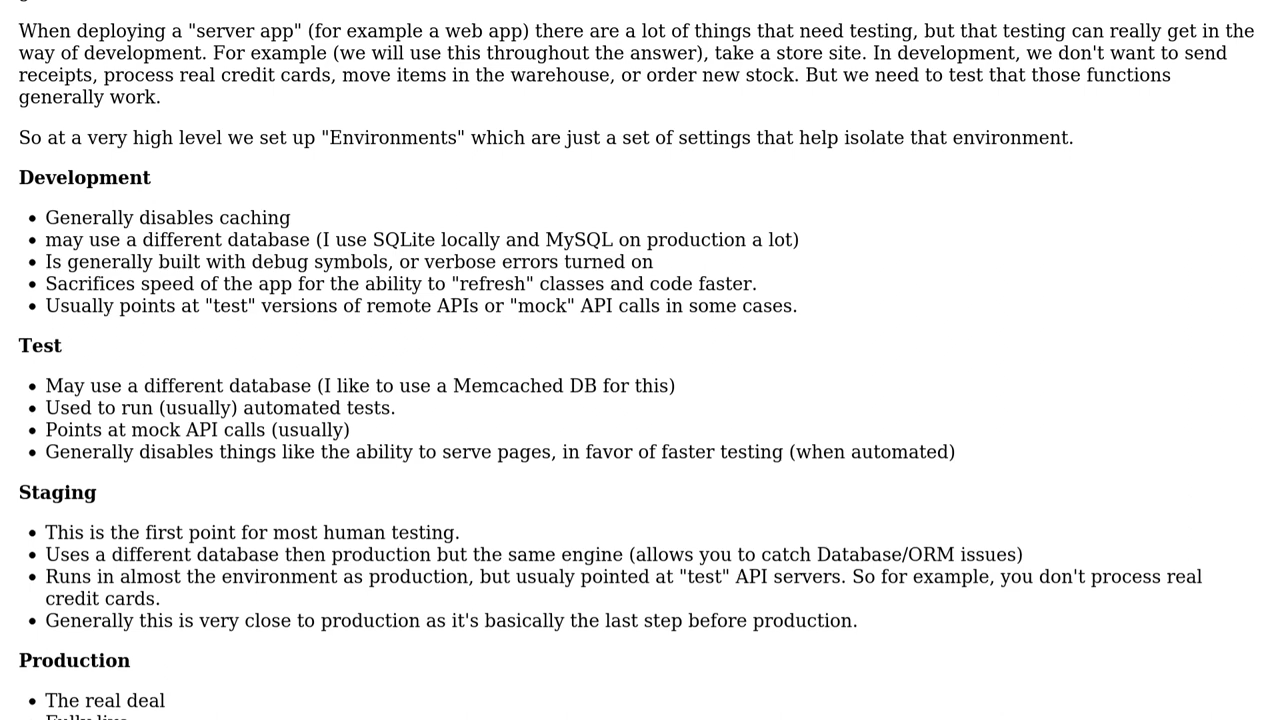 When deploying a "server app" (for example a web app) there are a lot of things that need testing, but that testing can really get in the
way of development. For example (we will use this throughout the answer), take a store site. In development, we don't want to send
receipts, process real credit cards, move items in the warehouse, or order new stock. But we need to test that those functions
generally work.
So at a very high level we set up "Environments" which are just a set of settings that help isolate that environment.
Development
• Generally disables caching
• may use a different database (I use SQLite locally and MySQL on production a lot)
• Is generally built with debug symbols, or verbose errors turned on
• Sacrifices speed of the app for the ability to "refresh" classes and code faster.
• Usually points at "test" versions of remote APIs or "mock" API calls in some cases.
Test
• May use a different database (I like to use a Memcached DB for this)
• Used to run (usually) automated tests.
• Points at mock API calls (usually)
• Generally disables things like the ability to serve pages, in favor of faster testing (when automated)
Staging
• This is the first point for most human testing.
• Uses a different database then production but the same engine (allows you to catch Database/ORM issues)
• Runs in almost the environment as production, but usualy pointed at "test" API servers. So for example, you don't process real
credit cards.
• Generally this is very close to production as it's basically the last step before production.
Production
• The real deal